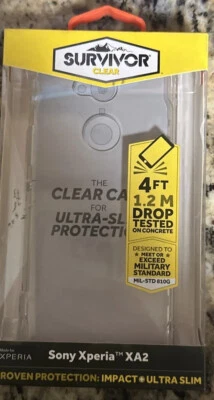 SURVIVOR
CLEAR
THE
CLEAR CA
FOR
ULTRA-SL
PROTECTIO
4FT
1.2 M
DROP
TESTED
ON CONCRETE
DESIGNED TO
MEET OR
EXCEED
MILITARY
STANDARD
MIL-STD 810G
XPERIA
Sony Xperia™ XA2
ROVEN PROTECTION: IMPACT + ULTRA SLIM